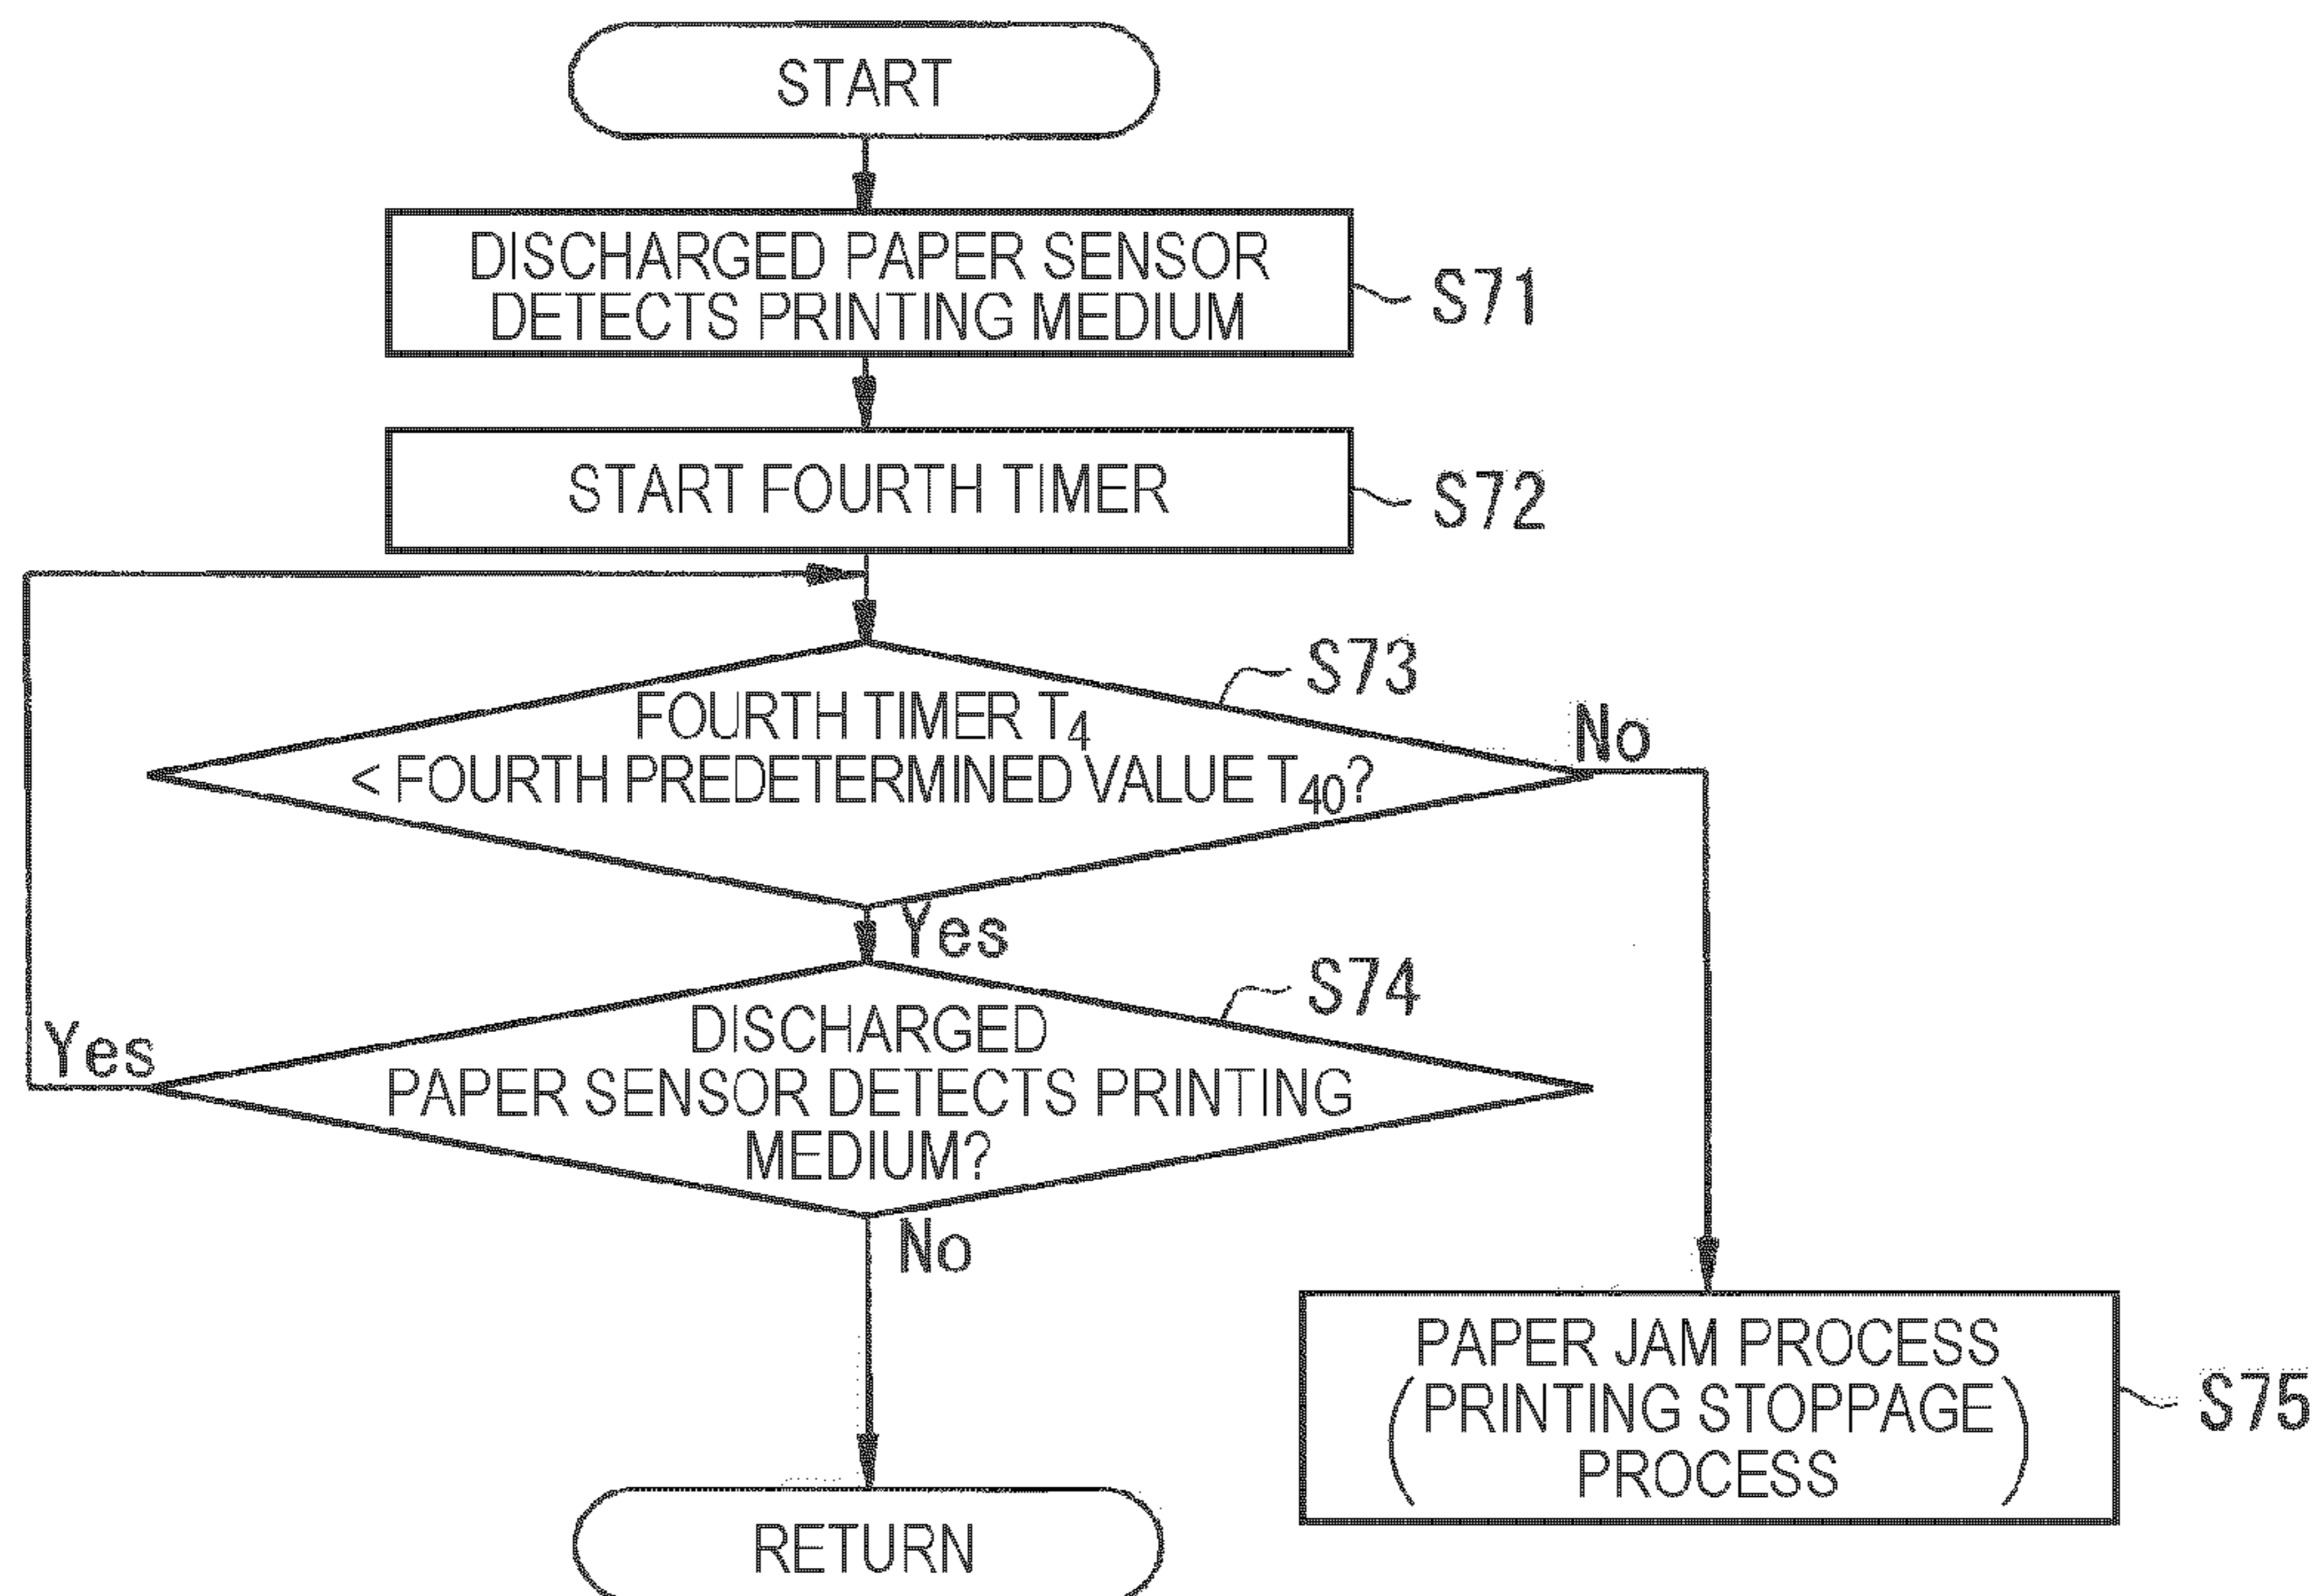 START
DISCHARGED PAPER SENSOR
DETECTS PRINTING MEDIUM
S71
START FOURTH TIMER
S72
S73
FOURTH TIMER T4
< FOURTH PREDETERMINED VALUE T40?
No
Yes
S74
DISCHARGED
PAPER SENSOR DETECTS PRINTING
MEDIUM?
Yes
No
PAPER JAM PROCESS
(PRINTING STOPPAGE
PROCESS)
S75
RETURN